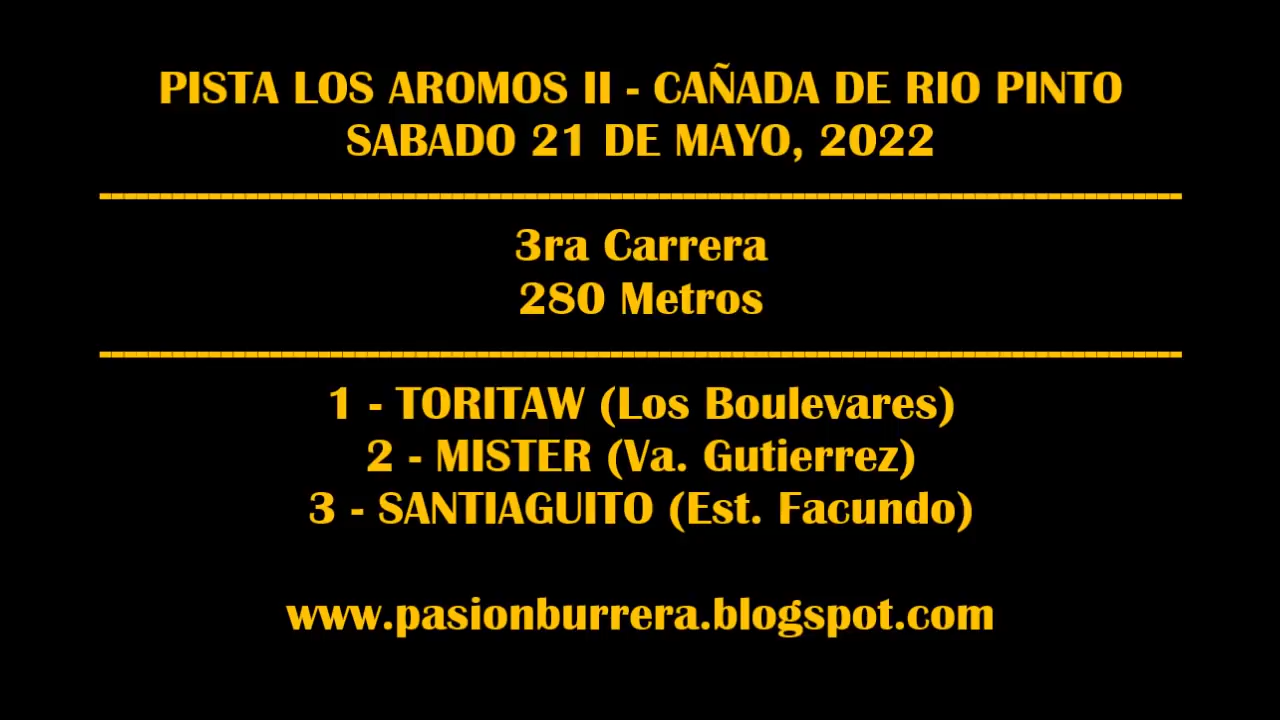 PISTA LOS AROMOS II - CAÑADA DE RIO PINTO
SABADO 21 DE MAYO, 2022
3ra Carrera
280 Metros
1 - TORITAW (Los Boulevares)
2 - MISTER (Va. Gutierrez)
3 - SANTIAGUITO (Est. Facundo)
www.pasionburrera.blogspot.com